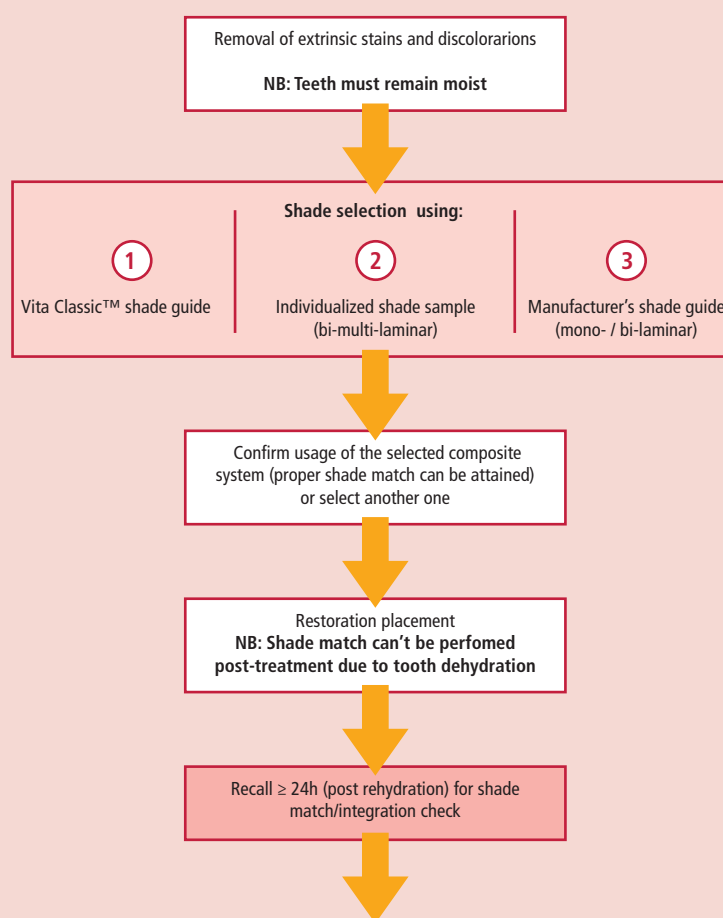 Removal of extrinsic stains and discolorarions
NB: Teeth must remain moist
Shade selection using:
1
Vita Classic™ shade guide
2
Individualized shade sample
(bi-multi-laminar)
3
Manufacturer's shade guide
(mono- / bi-laminar)
Confirm usage of the selected composite
system (proper shade match can be attained)
or select another one
Restoration placement
NB: Shade match can't be perfomed
post-treatment due to tooth dehydration
Recall ≥ 24h (post rehydration) for shade
match/integration check